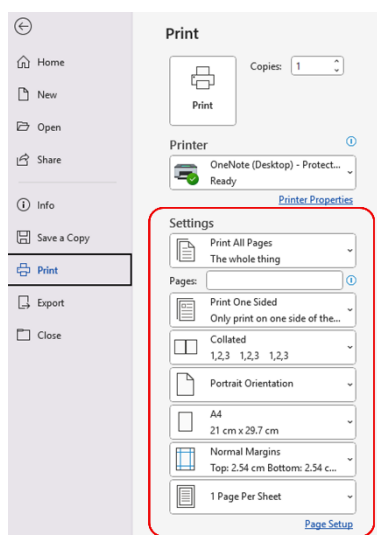 Home
New
Open
Share
Info
Save a Copy
Print
Export
Close
Print
Copies: 1
Print
Printer
OneNote (Desktop) - Protect...
Ready
Printer Properties
Settings
Print All Pages
The whole thing
Pages:
Print One Sided
Only print on one side of the...
Collated
1,2,3 1,2,3 1,2,3
Portrait Orientation
A4
21 cm x 29.7 cm
Normal Margins
Top: 2.54 cm Bottom: 2.54 c...
1 Page Per Sheet
Page Setup